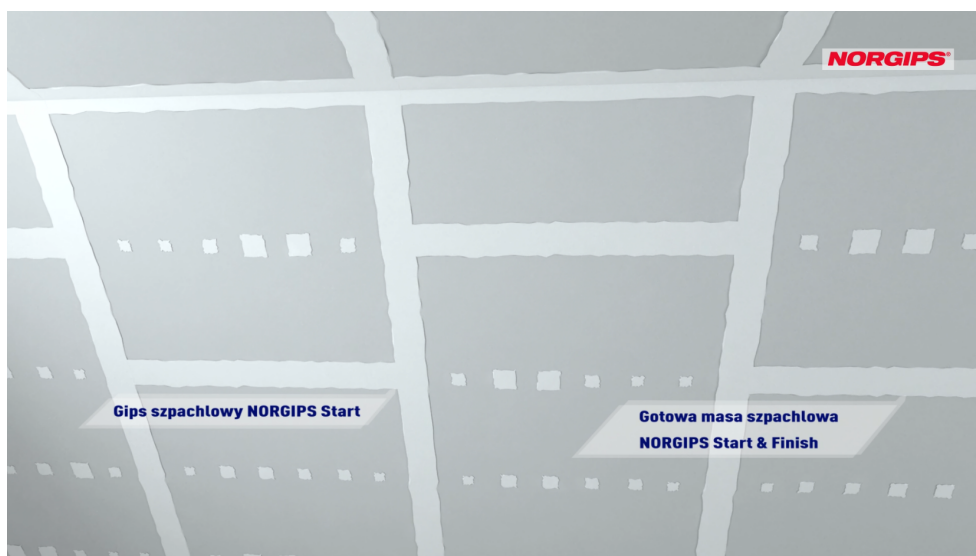 NORGIPS®
Gips szpachlowy NORGIPS Start
Gotowa masa szpachlowa
NORGIPS Start & Finish